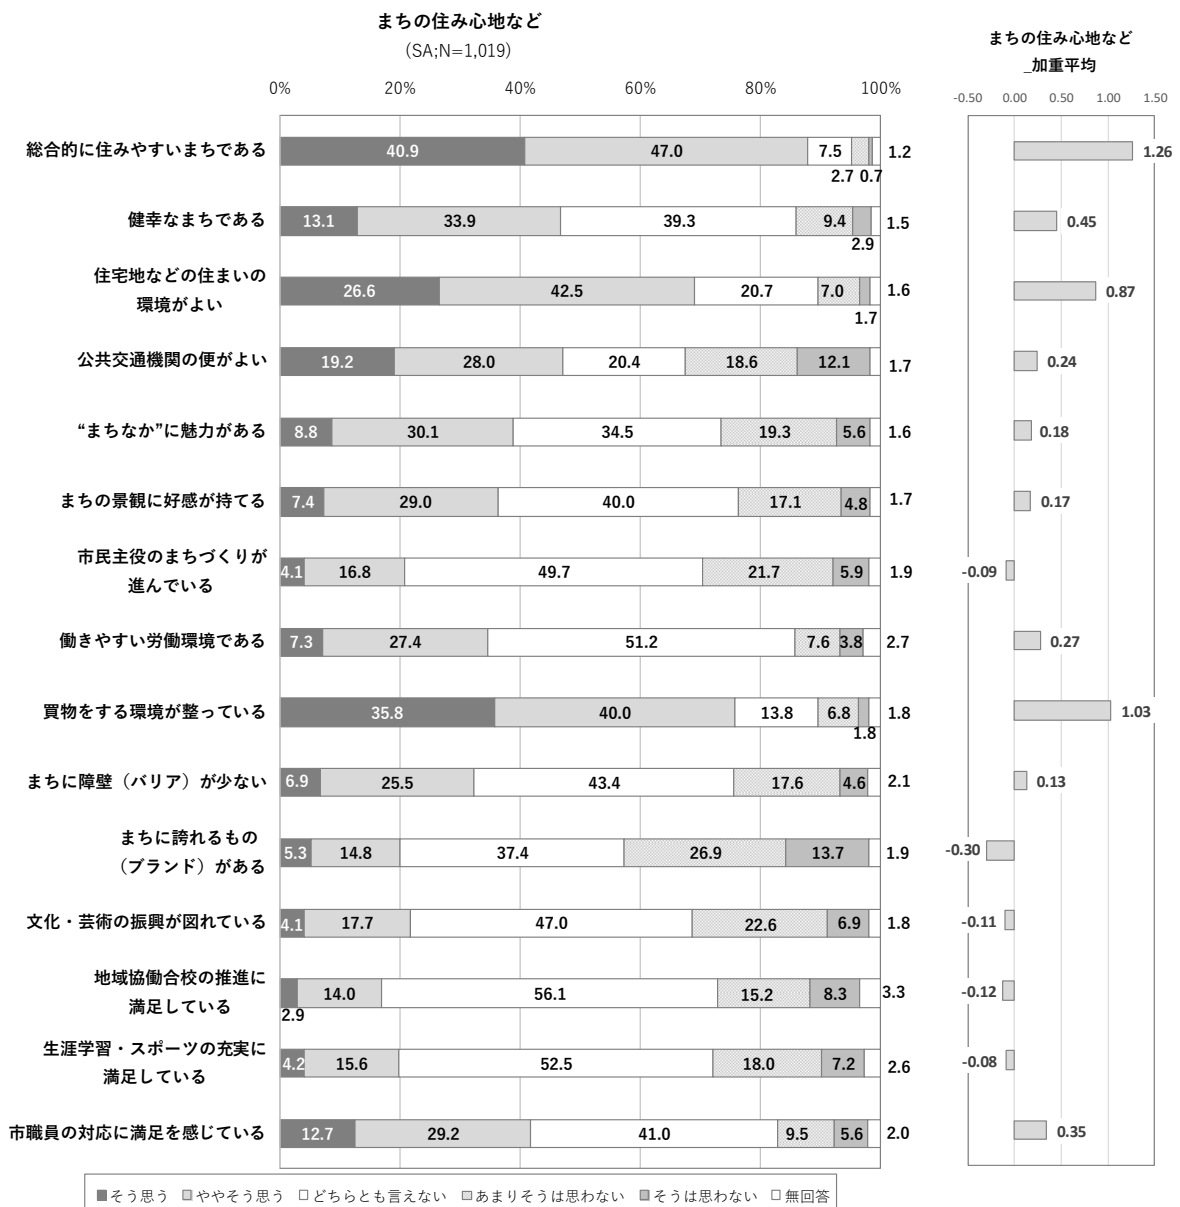 まちの住み心地など
(SA;N=1,019)
まちの住み心地など
_加重平均
0% 20% 40% 60% 80% 100%
-0.50 0.00 0.50 1.00 1.50
総合的に住みやすいまちである 40.9 47.0 7.5 2.7 0.7 1.2 1.26
健幸なまちである 13.1 33.9 39.3 9.4 2.9 1.5 0.45
住宅地などの住まいの
環境がよい 26.6 42.5 20.7 7.0 1.7 1.6 0.87
公共交通機関の便がよい 19.2 28.0 20.4 18.6 12.1 1.7 0.24
“まちなか”に魅力がある 8.8 30.1 34.5 19.3 5.6 1.6 0.18
まちの景観に好感が持てる 7.4 29.0 40.0 17.1 4.8 1.7 0.17
市民主役のまちづくりが
進んでいる 4.1 16.8 49.7 21.7 5.9 1.9 -0.09
働きやすい労働環境である 7.3 27.4 51.2 7.6 3.8 2.7 0.27
買物をする環境が整っている 35.8 40.0 13.8 6.8 1.8 1.8 1.03
まちに障壁（バリア）が少ない 6.9 25.5 43.4 17.6 4.6 2.1 0.13
まちに誇れるもの
（ブランド）がある 5.3 14.8 37.4 26.9 13.7 1.9 -0.30
文化・芸術の振興が図れている 4.1 17.7 47.0 22.6 6.9 1.8 -0.11
地域協働合校の推進に
満足している 2.9 14.0 56.1 15.2 8.3 3.3 -0.12
生涯学習・スポーツの充実に
満足している 4.2 15.6 52.5 18.0 7.2 2.6 -0.08
市職員の対応に満足を感じている 12.7 29.2 41.0 9.5 5.6 2.0 0.35
そう思う ややそう思う どちらとも言えない あまりそうは思わない そうは思わない 無回答